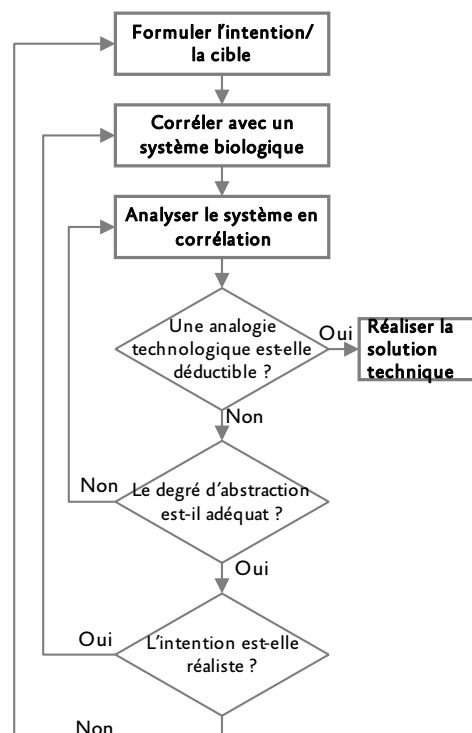 Formuler l'intention/
la cible
Corréler avec un
système biologique
Analyser le système en
corrélation
Une analogie
technologique est-elle
déductible ?
Oui
Réaliser la
solution
technique
Non
Non
Le degré d'abstraction
est-il adéquat ?
Oui
Oui
L'intention est-elle
réaliste ?
Non